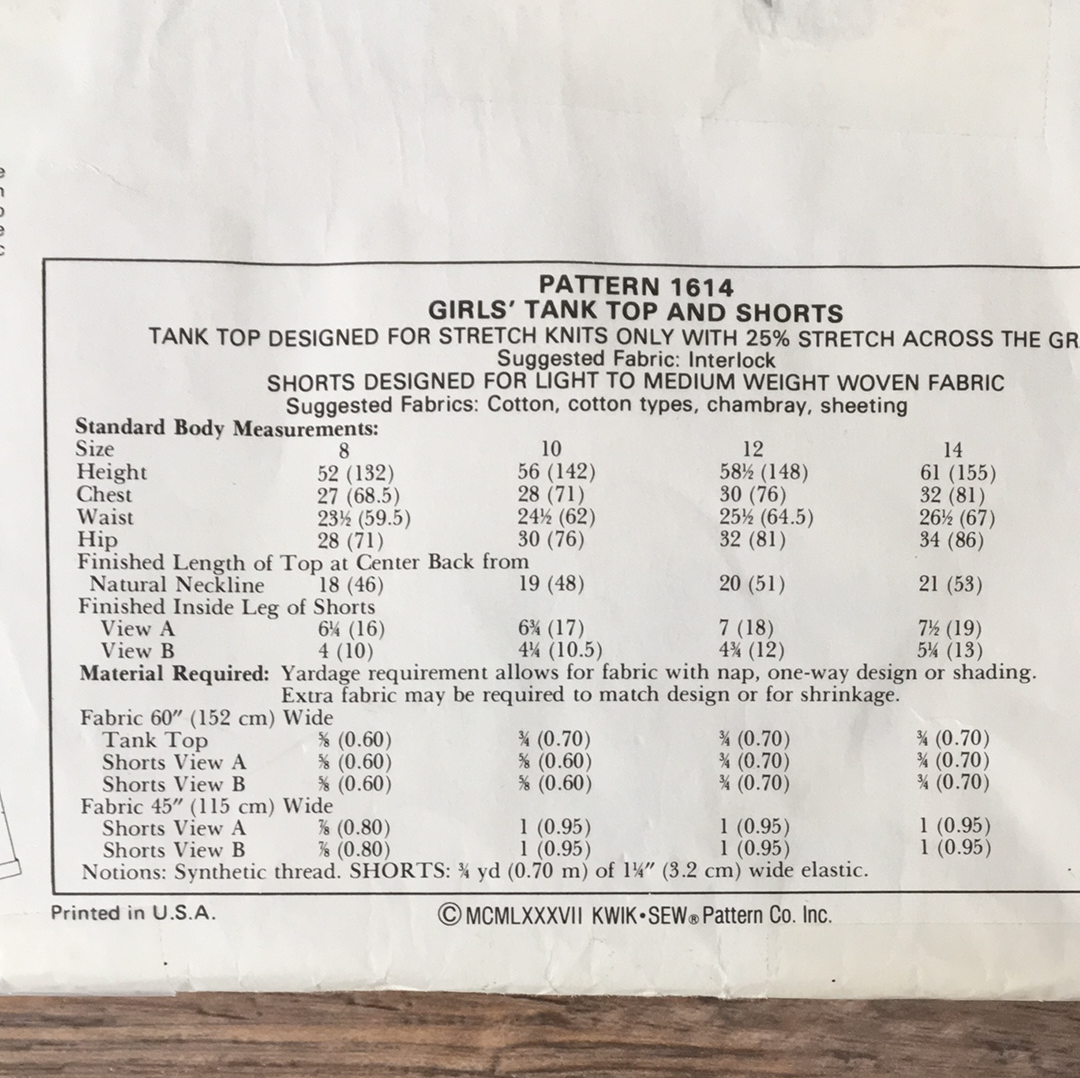 e
n
o
e
c
PATTERN 1614
GIRLS' TANK TOP AND SHORTS
TANK TOP DESIGNED FOR STRETCH KNITS ONLY WITH 25% STRETCH ACROSS THE GR
Suggested Fabric: Interlock
SHORTS DESIGNED FOR LIGHT TO MEDIUM WEIGHT WOVEN FABRIC
Suggested Fabrics: Cotton, cotton types, chambray, sheeting
Standard Body Measurements:
Size 8 10 12 14
Height 52 (132) 56 (142) 58½ (148) 61 (155)
Chest 27 (68.5) 28 (71) 30 (76) 32 (81)
Waist 23½ (59.5) 24½ (62) 25½ (64.5) 26½ (67)
Hip 28 (71) 30 (76) 32 (81) 34 (86)
Finished Length of Top at Center Back from
Natural Neckline 18 (46) 19 (48) 20 (51) 21 (53)
Finished Inside Leg of Shorts
View A 6¼ (16) 6¾ (17) 7 (18) 7½ (19)
View B 4 (10) 4¼ (10.5) 4¾ (12) 5¼ (13)
Material Required: Yardage requirement allows for fabric with nap, one-way design or shading.
Extra fabric may be required to match design or for shrinkage.
Fabric 60″ (152 cm) Wide
Tank Top ⅝ (0.60) ¾ (0.70) ¾ (0.70) ¾ (0.70)
Shorts View A ⅝ (0.60) ⅝ (0.60) ¾ (0.70) ¾ (0.70)
Shorts View B ⅝ (0.60) ⅝ (0.60) ¾ (0.70) ¾ (0.70)
Fabric 45″ (115 cm) Wide
Shorts View A ⅞ (0.80) 1 (0.95) 1 (0.95) 1 (0.95)
Shorts View B ⅞ (0.80) 1 (0.95) 1 (0.95) 1 (0.95)
Notions: Synthetic thread. SHORTS: ¾ yd (0.70 m) of 1¼″ (3.2 cm) wide elastic.
Printed in U.S.A. ©MCMLXXXVII KWIK•SEW® Pattern Co. Inc.